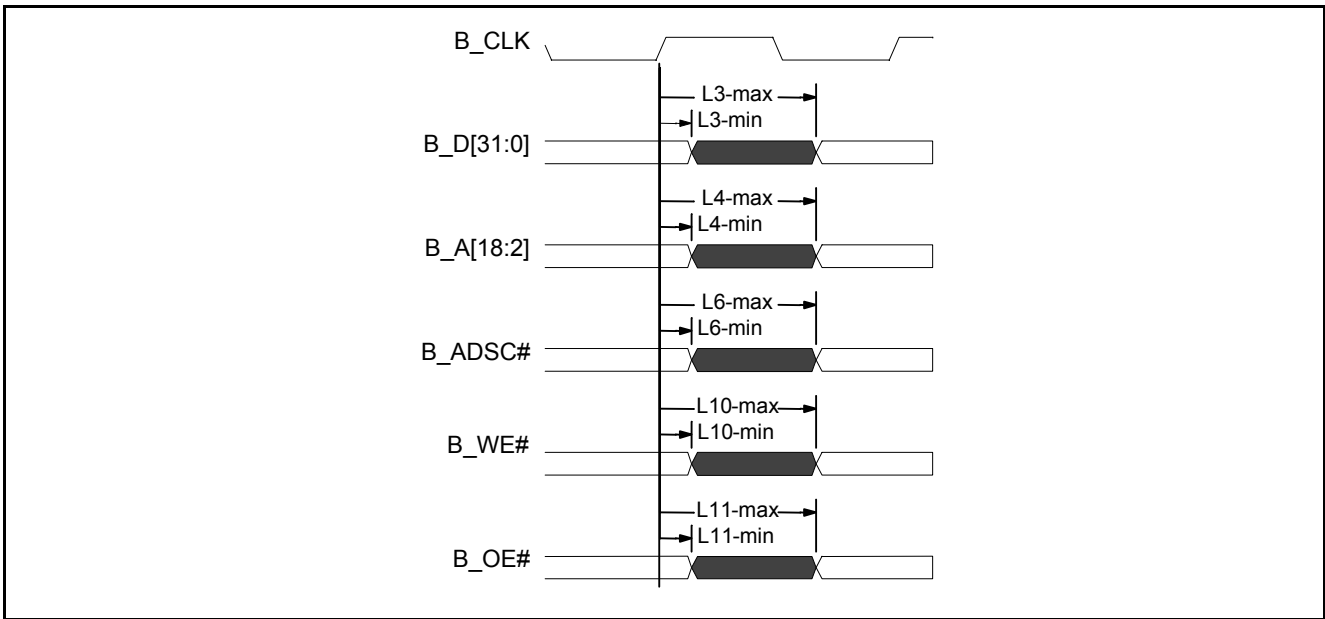 B_CLK
L3-max
L3-min
B_D[31:0]
L4-max
L4-min
B_A[18:2]
L6-max
L6-min
B_ADSC#
L10-max
L10-min
B_WE#
L11-max
L11-min
B_OE#